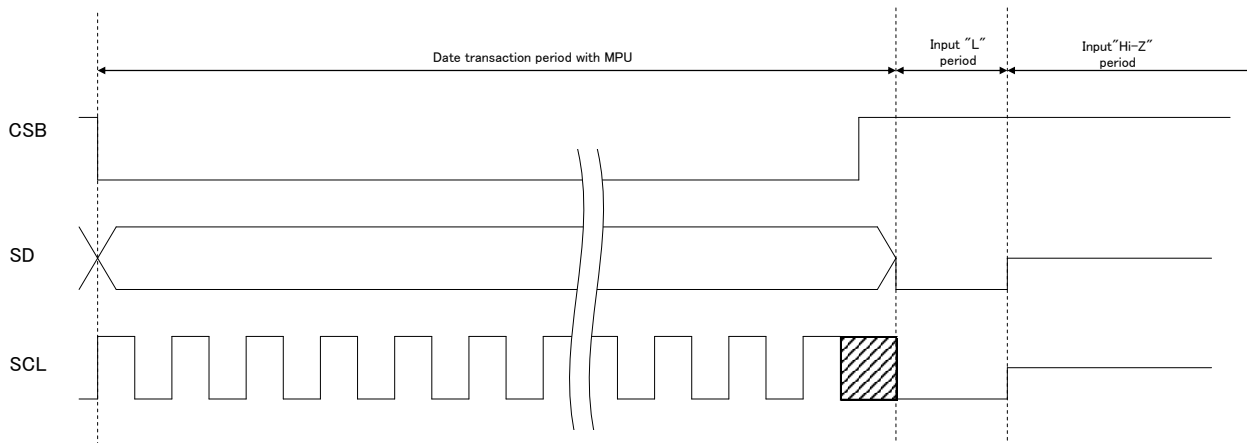 Date transaction period with MPU
Input "L"
period
Input"Hi-Z"
period
CSB
SD
SCL